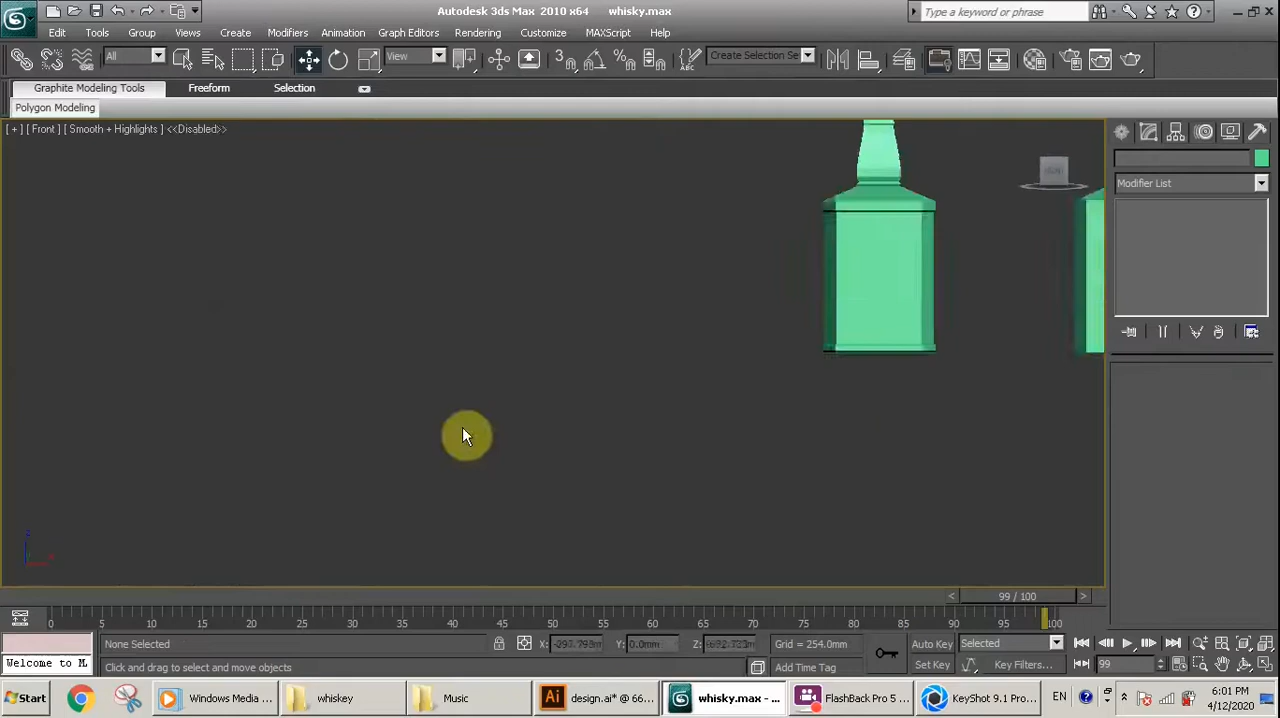 Autodesk 3ds Max 2010 x64 whisky.max
Type a keyword or phrase
Edit Tools Group Views Create Modifiers Animation Graph Editors Rendering Customize MAXScript Help
All View 3 Create Selection Se
Graphite Modeling Tools Freeform Selection
Polygon Modeling
[ + ] [ Front ] [ Smooth + Highlights ] <<Disabled>>
Modifier List
99 / 100
0 5 10 15 20 25 30 35 40 45 50 55 60 65 70 75 80 85 90 95 100
None Selected X: Y: 0.0mm Z: Grid = 254.0mm Auto Key Selected
Welcome to M Click and drag to select and move objects Add Time Tag Set Key Key Filters... 99
Start Windows Media ... whiskey Music design.ai* @ 66... whisky.max - ... FlashBack Pro 5 ... KeyShot 9.1 Pro... EN 6:01 PM
4/12/2020